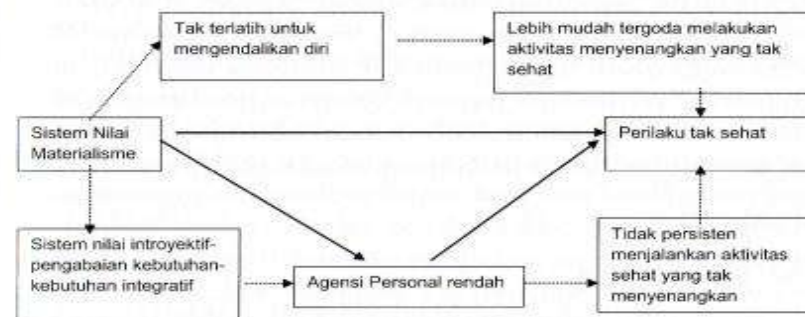 Tak terlatih untuk
mengendalikan diri
Lebih mudah tergoda melakukan
aktivitas menyenangkan yang tak
sehat
Sistem Nilai
Materialisme
Perilaku tak sehat
Sistem nilai introyektif-
pengabaian kebutuhan-
kebutuhan integratif
Agensi Personal rendah
Tidak persisten
menjalankan aktivitas
sehat yang tak
menyenangkan